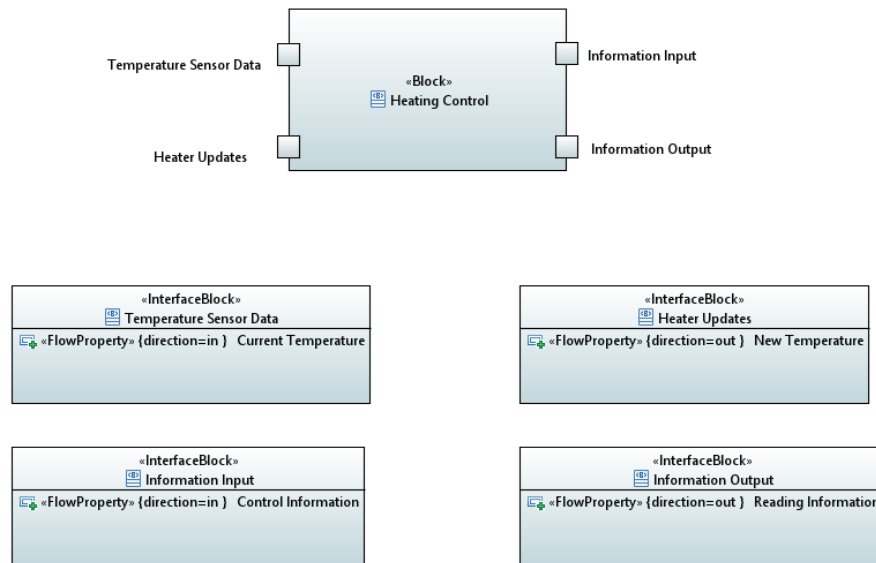 Temperature Sensor Data
Information Input
«Block»
Heating Control
Heater Updates
Information Output
«InterfaceBlock»
Temperature Sensor Data
«FlowProperty» {direction=in } Current Temperature
«InterfaceBlock»
Heater Updates
«FlowProperty» {direction=out } New Temperature
«InterfaceBlock»
Information Input
«FlowProperty» {direction=in } Control Information
«InterfaceBlock»
Information Output
«FlowProperty» {direction=out } Reading Information